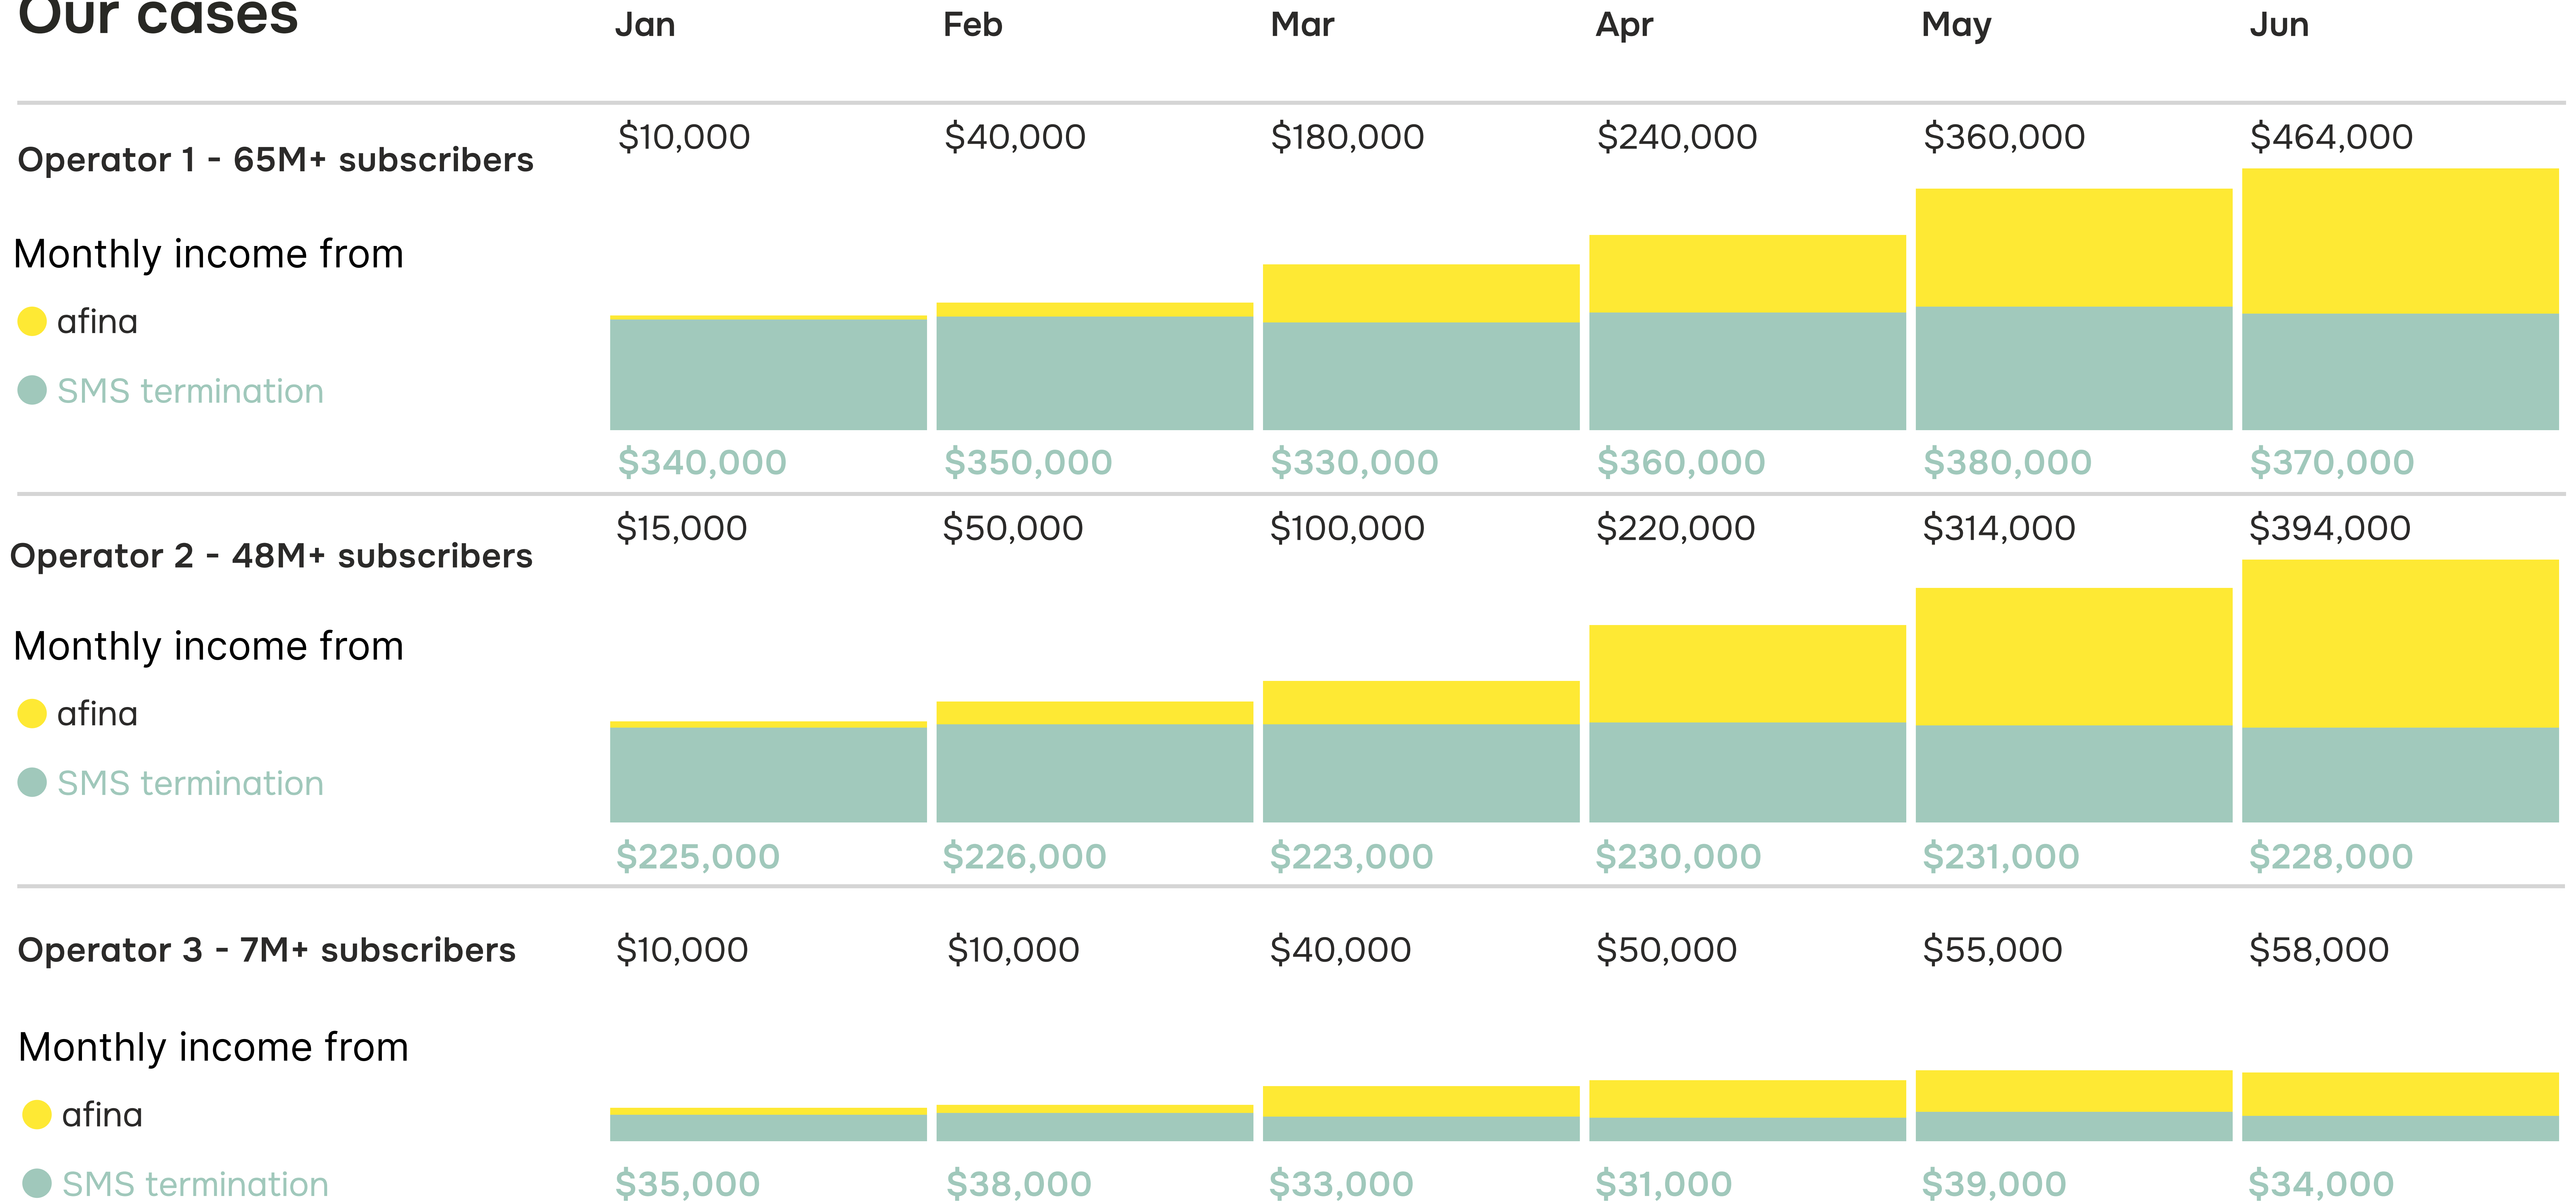 Our cases
Jan Feb Mar Apr May Jun
$10,000 $40,000 $180,000 $240,000 $360,000 $464,000
Operator 1 - 65M+ subscribers
Monthly income from
afina
SMS termination
$340,000 $350,000 $330,000 $360,000 $380,000 $370,000
$15,000 $50,000 $100,000 $220,000 $314,000 $394,000
Operator 2 - 48M+ subscribers
Monthly income from
afina
SMS termination
$225,000 $226,000 $223,000 $230,000 $231,000 $228,000
Operator 3 - 7M+ subscribers $10,000 $10,000 $40,000 $50,000 $55,000 $58,000
Monthly income from
afina
SMS termination $35,000 $38,000 $33,000 $31,000 $39,000 $34,000